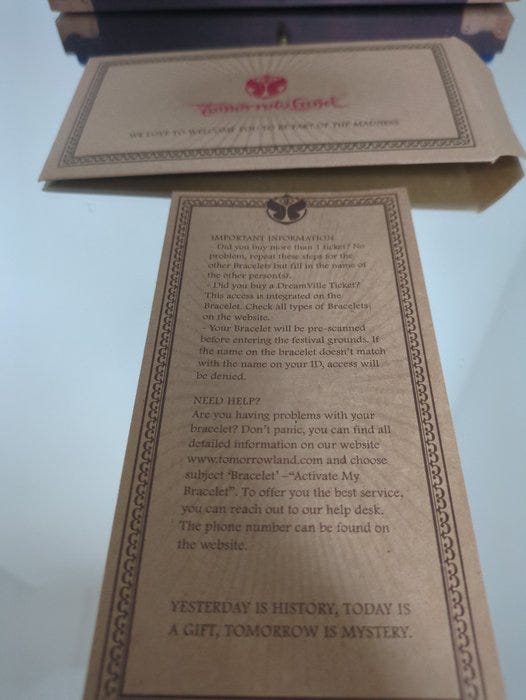 tomorrowland
WE LOVE TO WELCOME YOU TO BE PART OF THE MADNESS
IMPORTANT INFORMATION
- Did you buy more than 1 ticket? No
problem, repeat these steps for the
other Bracelets but fill in the name of
the other person(s).
- Did you buy a DreamVille Ticket?
This access is integrated on the
Bracelet. Check all types of Bracelets
on the website.
- Your Bracelet will be pre-scanned
before entering the festival grounds. If
the name on the bracelet doesn't match
with the name on your ID, access will
be denied.
NEED HELP?
Are you having problems with your
bracelet? Don't panic, you can find all
detailed information on our website
www.tomorrowland.com and choose
subject 'Bracelet' –"Activate My
Bracelet". To offer you the best service,
you can reach out to our help desk.
The phone number can be found on
the website.
YESTERDAY IS HISTORY, TODAY IS
A GIFT, TOMORROW IS MYSTERY.